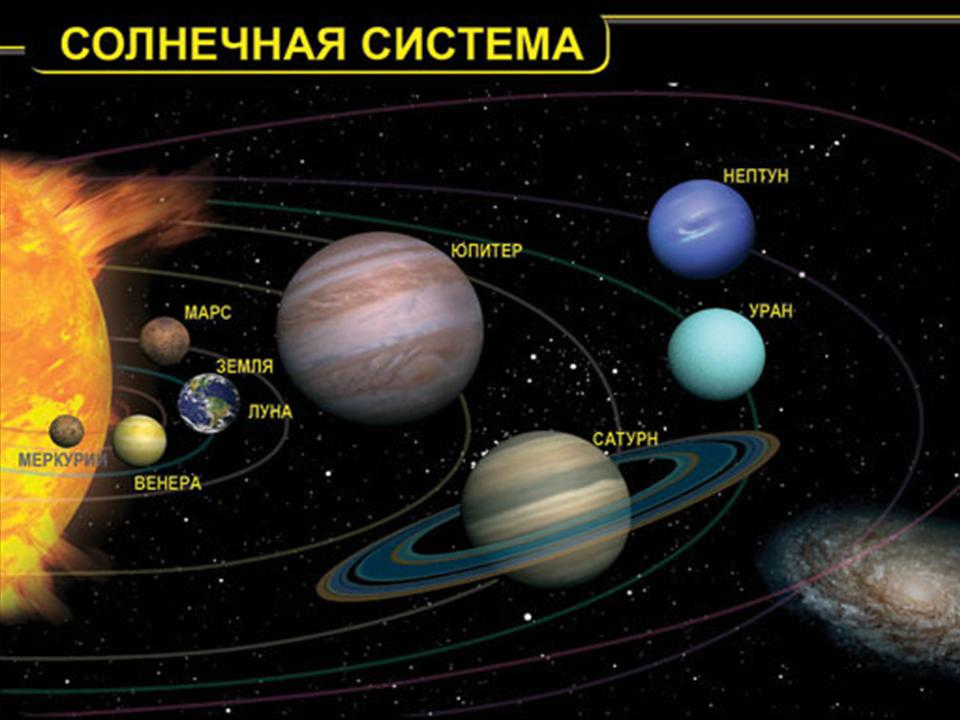 СОЛНЕЧНАЯ СИСТЕМА
НЕПТУН
ЮПИТЕР
МАРС
УРАН
ЗЕМЛЯ
ЛУНА
САТУРН
МЕРКУРИЙ
ВЕНЕРА